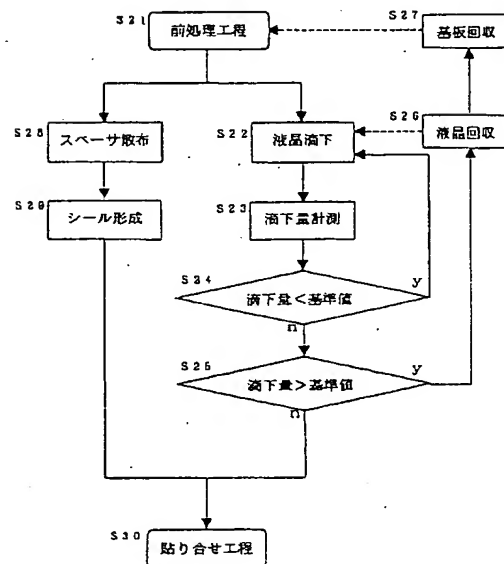 S21
前処理工程
S27
基板回収
S28
スペーサ散布
S22
液晶滴下
S26
液晶回収
S29
シール形成
S23
滴下量計測
S24
滴下量<基準値
y
n
S25
滴下量>基準値
y
n
S30
貼り合せ工程